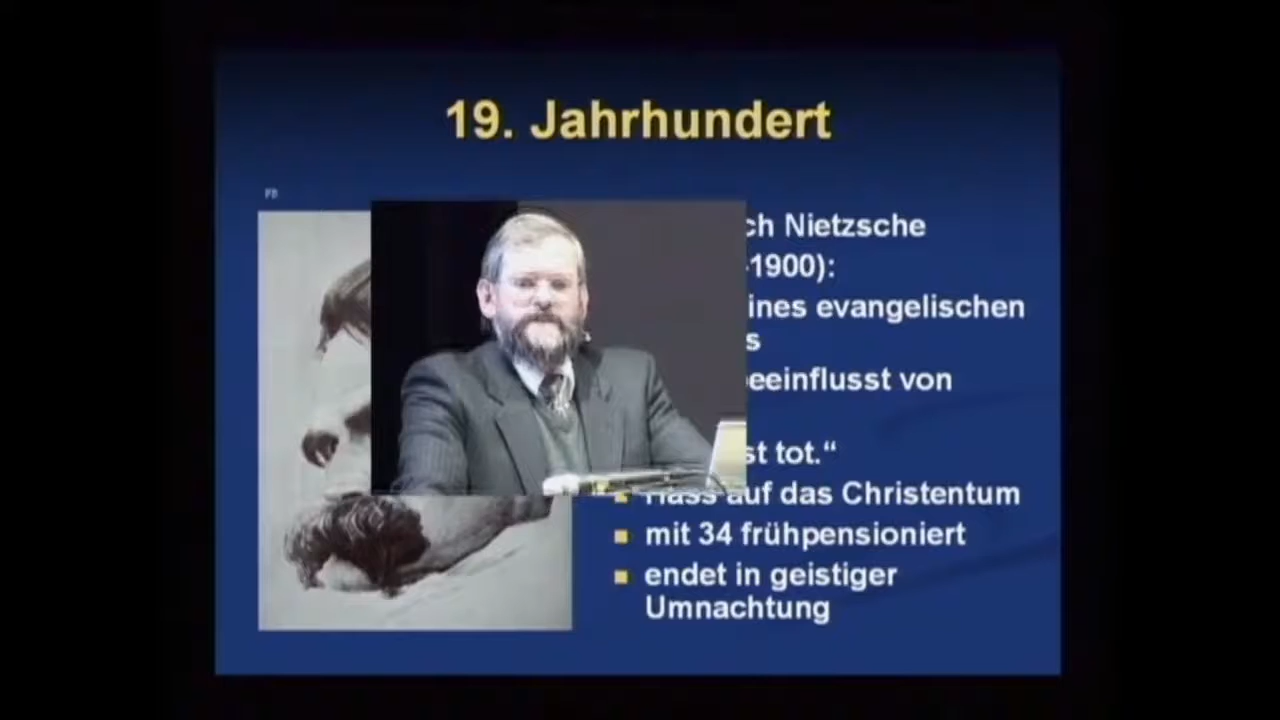 19. Jahrhundert
ch Nietzsche
-1900):
ines evangelischen
s
beeinflusst von
st tot.“
Hass auf das Christentum
mit 34 frühpensioniert
endet in geistiger
Umnachtung